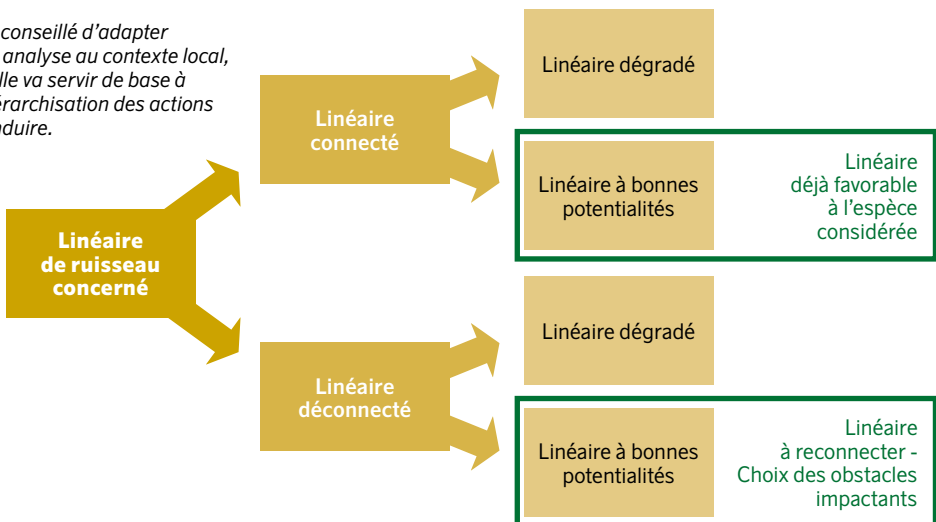 conseillé d'adapter
analyse au contexte local,
lle va servir de base à
érarchisation des actions
nduire.
Linéaire
de ruisseau
concerné
Linéaire
connecté
Linéaire dégradé
Linéaire à bonnes
potentialités
Linéaire
déjà favorable
à l'espèce
considérée
Linéaire
déconnecté
Linéaire dégradé
Linéaire à bonnes
potentialités
Linéaire
à reconnecter -
Choix des obstacles
impactants